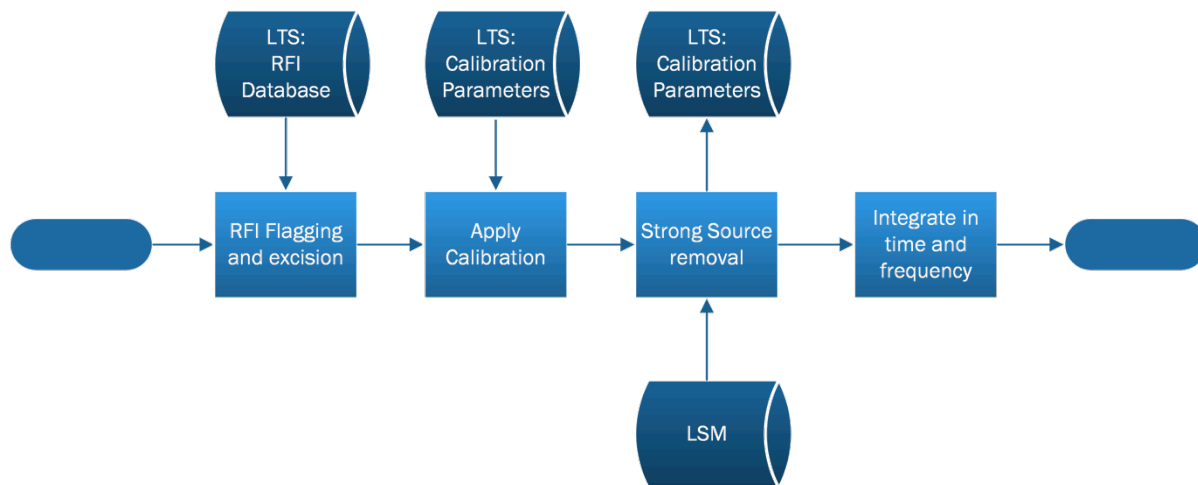 LTS:
RFI
Database
LTS:
Calibration
Parameters
LTS:
Calibration
Parameters
RFI Flagging
and excision
Apply
Calibration
Strong Source
removal
Integrate in
time and
frequency
LSM